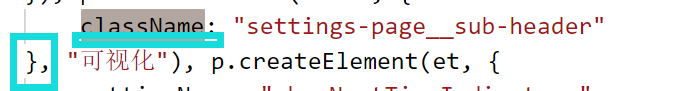 className: "settings-page__sub-header"
}, "可视化"), p.createElement(et, {